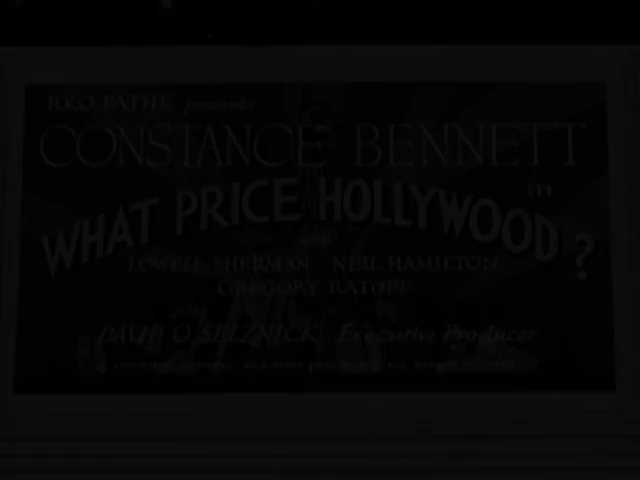 RKO PATHE presents
CONSTANCE BENNETT
in
WHAT PRICE HOLLYWOOD?
with
LOWELL SHERMAN NEIL HAMILTON
GREGORY RATOFF
DAVID O. SELZNICK, Executive Producer